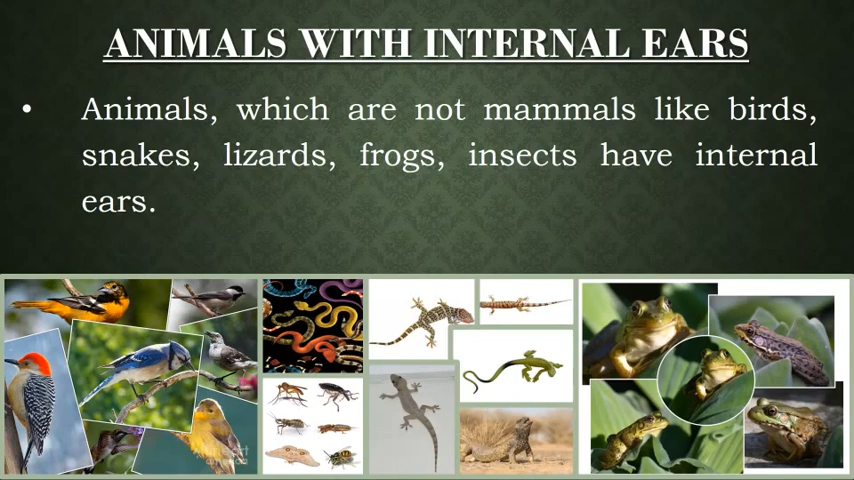 ANIMALS WITH INTERNAL EARS
• Animals, which are not mammals like birds,
snakes, lizards, frogs, insects have internal
ears.